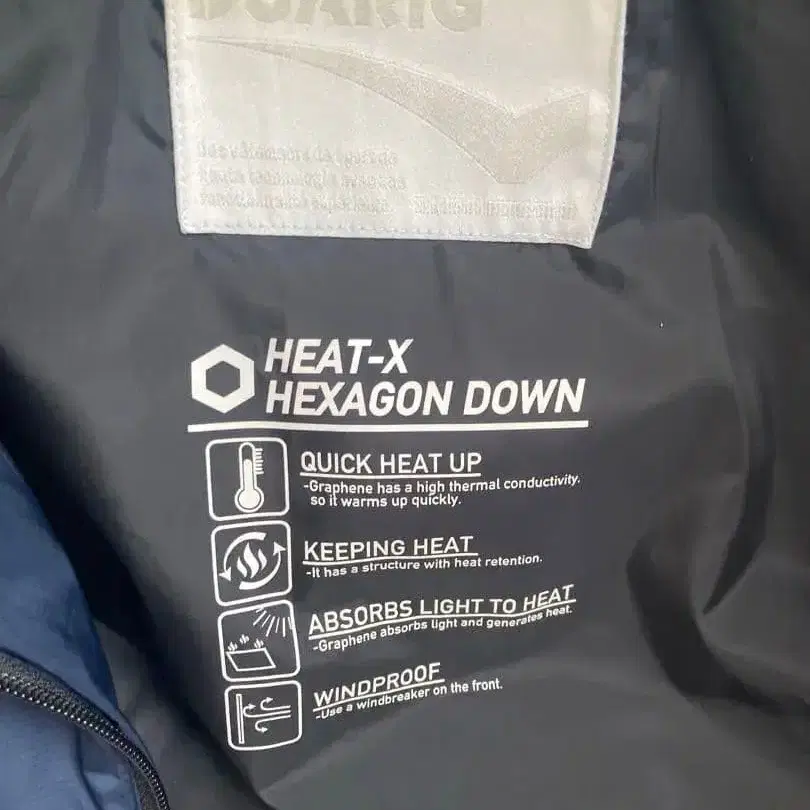 HEAT-X
HEXAGON DOWN
QUICK HEAT UP
-Graphene has a high thermal conductivity.
so it warms up quickly.
KEEPING HEAT
-It has a structure with heat retention.
ABSORBS LIGHT TO HEAT
-Graphene absorbs light and generates heat.
WINDPROOF
-Use a windbreaker on the front.